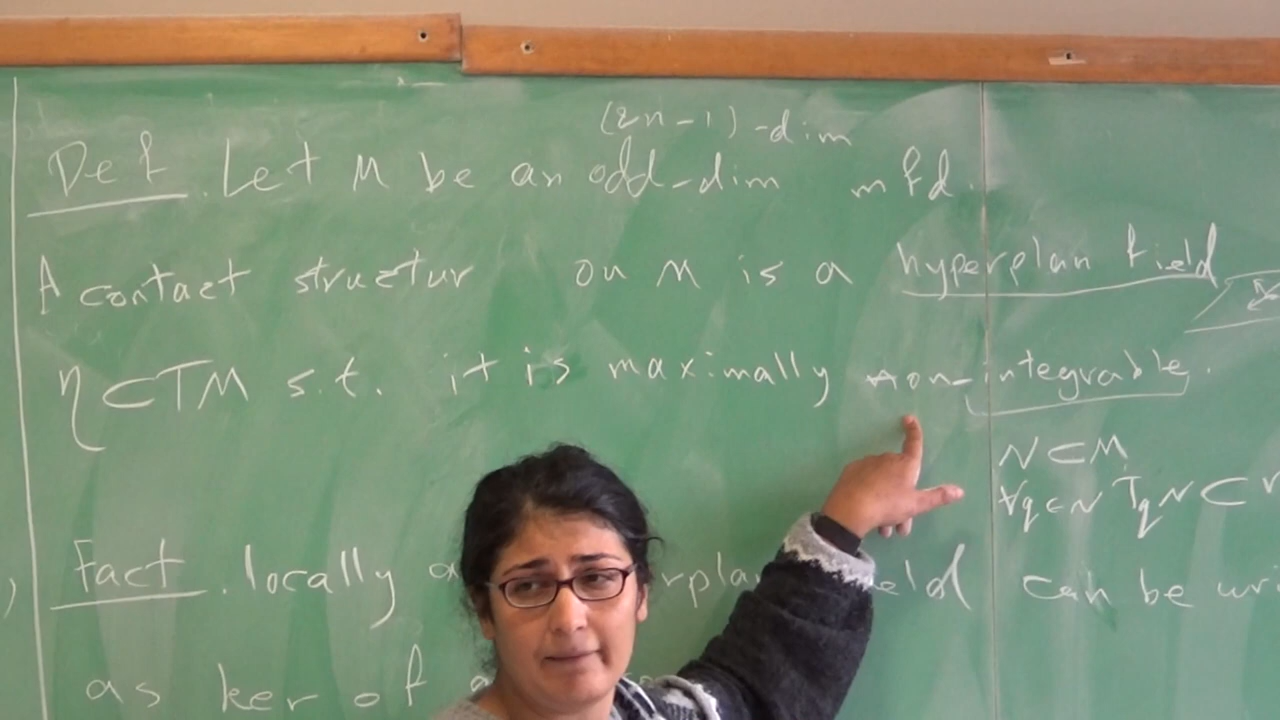 (2n-1)-dim
Def. Let M be an odd-dim mfd.
A contact structur on M is a hyperplan field
η⊂TM s.t. it is maximally non-integrable.
N⊂M
∀q∈N TqN⊂
Fact. locally field can be
as ker of